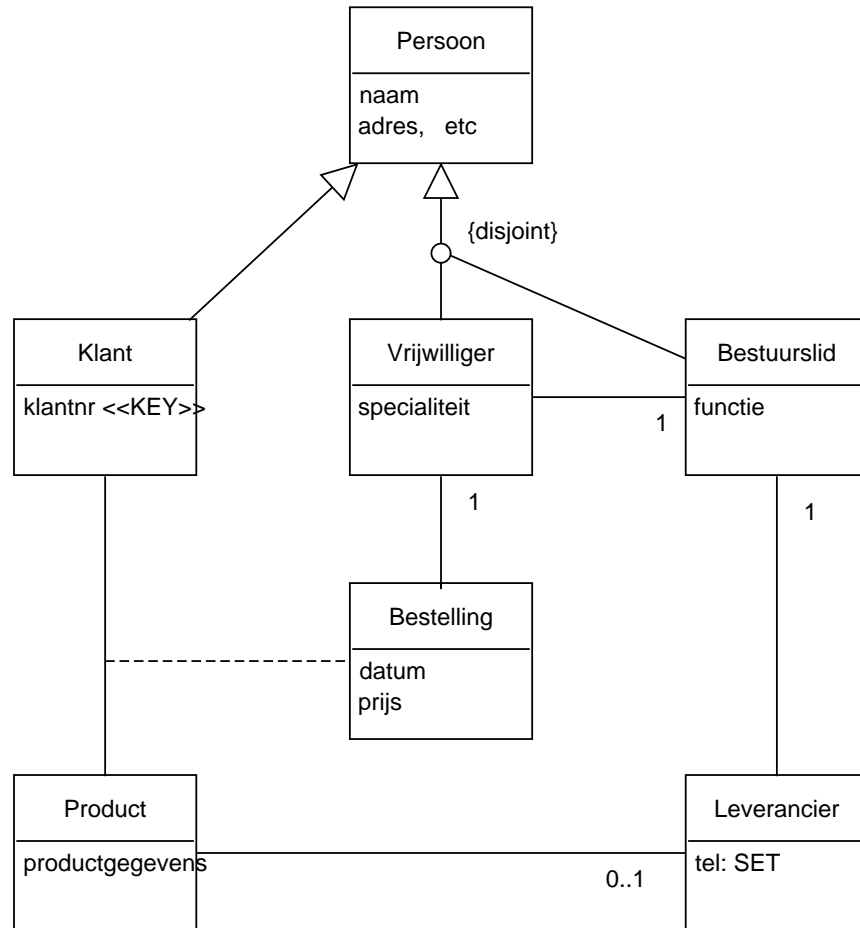 Persoon
naam
adres, etc
{disjoint}
Klant
klantnr <<KEY>>
Vrijwilliger
specialiteit
Bestuurslid
functie
1
1
1
Bestelling
datum
prijs
Product
productgegevens
Leverancier
tel: SET
0..1